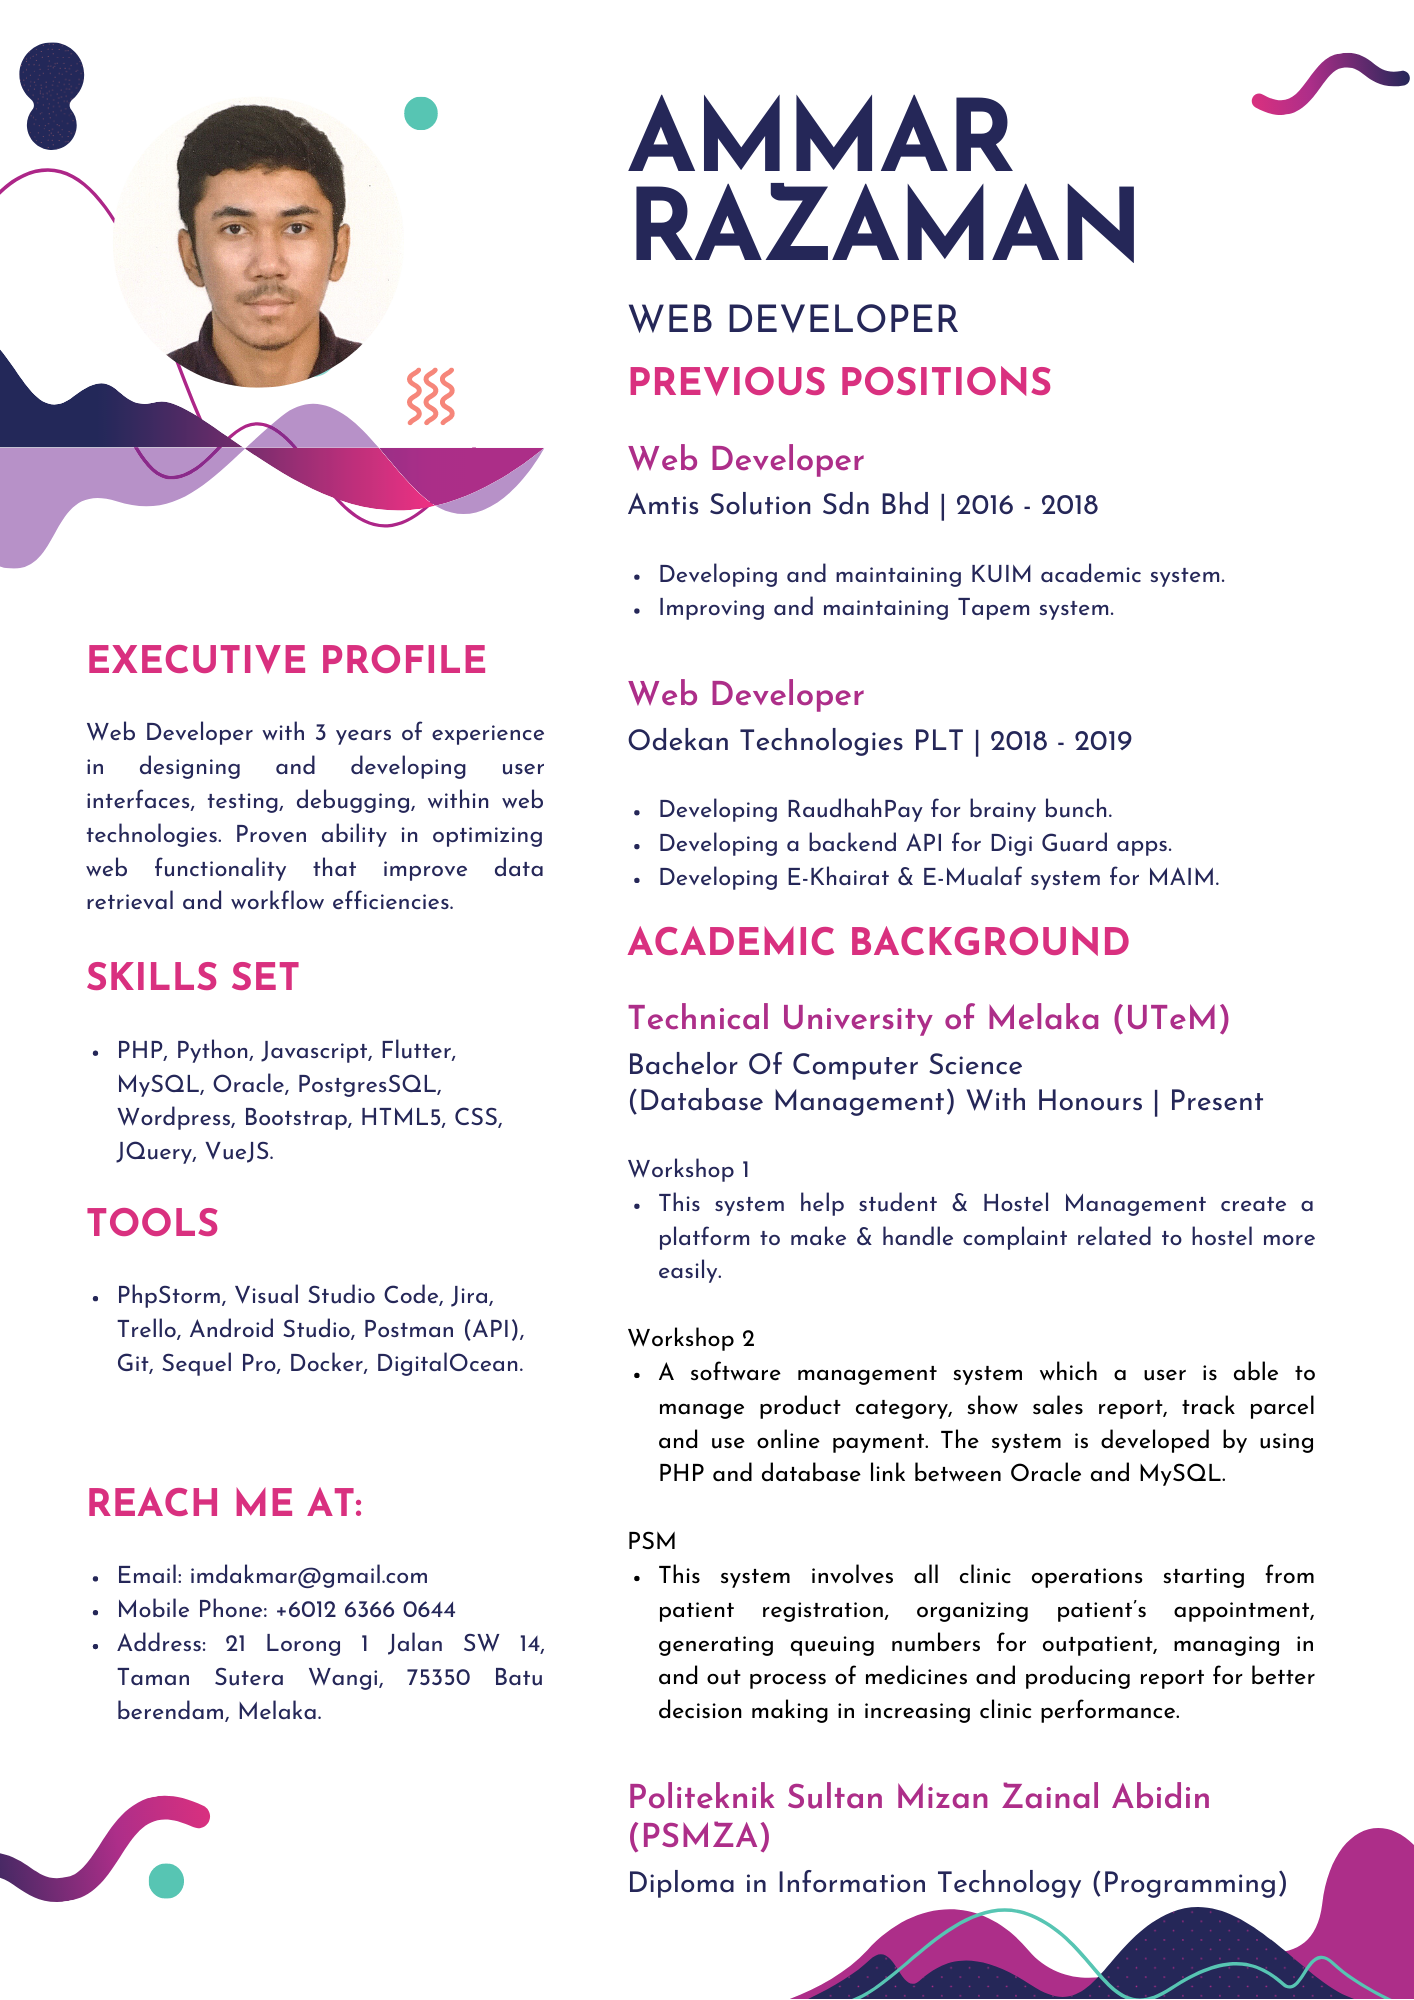 AMMAR
RAZAMAN
WEB DEVELOPER
PREVIOUS POSITIONS
Web Developer
Amtis Solution Sdn Bhd | 2016 - 2018
• Developing and maintaining KUIM academic system.
• Improving and maintaining Tapem system.
Web Developer
Odekan Technologies PLT | 2018 - 2019
• Developing RaudhahPay for brainy bunch.
• Developing a backend API for Digi Guard apps.
• Developing E-Khairat & E-Mualaf system for MAIM.
ACADEMIC BACKGROUND
Technical University of Melaka (UTeM)
Bachelor Of Computer Science
(Database Management) With Honours | Present
Workshop 1
• This system help student & Hostel Management create a
platform to make & handle complaint related to hostel more
easily.
Workshop 2
• A software management system which a user is able to
manage product category, show sales report, track parcel
and use online payment. The system is developed by using
PHP and database link between Oracle and MySQL.
PSM
• This system involves all clinic operations starting from
patient registration, organizing patient's appointment,
generating queuing numbers for outpatient, managing in
and out process of medicines and producing report for better
decision making in increasing clinic performance.
Politeknik Sultan Mizan Zainal Abidin
(PSMZA)
Diploma in Information Technology (Programming)
EXECUTIVE PROFILE
Web Developer with 3 years of experience
in designing and developing user
interfaces, testing, debugging, within web
technologies. Proven ability in optimizing
web functionality that improve data
retrieval and workflow efficiencies.
SKILLS SET
• PHP, Python, Javascript, Flutter,
MySQL, Oracle, PostgresSQL,
Wordpress, Bootstrap, HTML5, CSS,
JQuery, VueJS.
TOOLS
• PhpStorm, Visual Studio Code, Jira,
Trello, Android Studio, Postman (API),
Git, Sequel Pro, Docker, DigitalOcean.
REACH ME AT:
• Email: imdakmar@gmail.com
• Mobile Phone: +6012 6366 0644
• Address: 21 Lorong 1 Jalan SW 14,
Taman Sutera Wangi, 75350 Batu
berendam, Melaka.